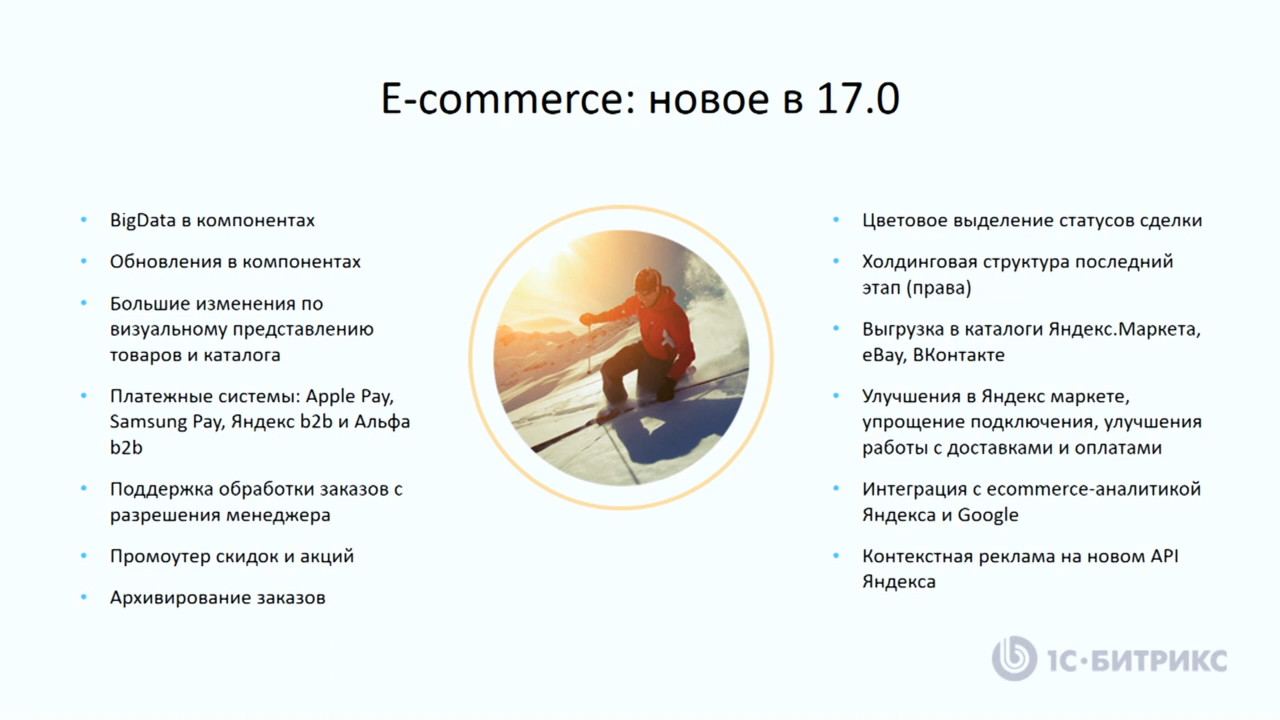 E-commerce: новое в 17.0
• BigData в компонентах
• Обновления в компонентах
• Большие изменения по
визуальному представлению
товаров и каталога
• Платежные системы: Apple Pay,
Samsung Pay, Яндекс b2b и Альфа
b2b
• Поддержка обработки заказов с
разрешения менеджера
• Промоутер скидок и акций
• Архивирование заказов
• Цветовое выделение статусов сделки
• Холдинговая структура последний
этап (права)
• Выгрузка в каталоги Яндекс.Маркета,
eBay, ВКонтакте
• Улучшения в Яндекс маркете,
упрощение подключения, улучшения
работы с доставками и оплатами
• Интеграция с ecommerce-аналитикой
Яндекса и Google
• Контекстная реклама на новом API
Яндекса
1С·БИТРИКС